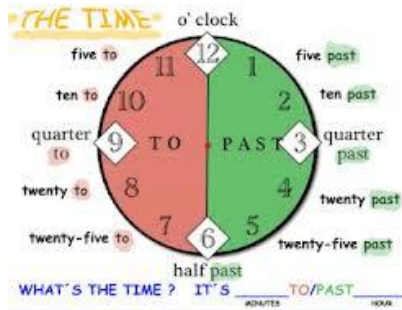 THE TIME
o' clock
five to
five past
ten to
ten past
quarter to
quarter past
twenty to
twenty past
twenty-five to
twenty-five past
half past
12
1
2
3
4
5
6
7
8
9
10
11
TO
PAST
WHAT´S THE TIME ? IT´S ______TO/PAST______
MINUTES
HOUR